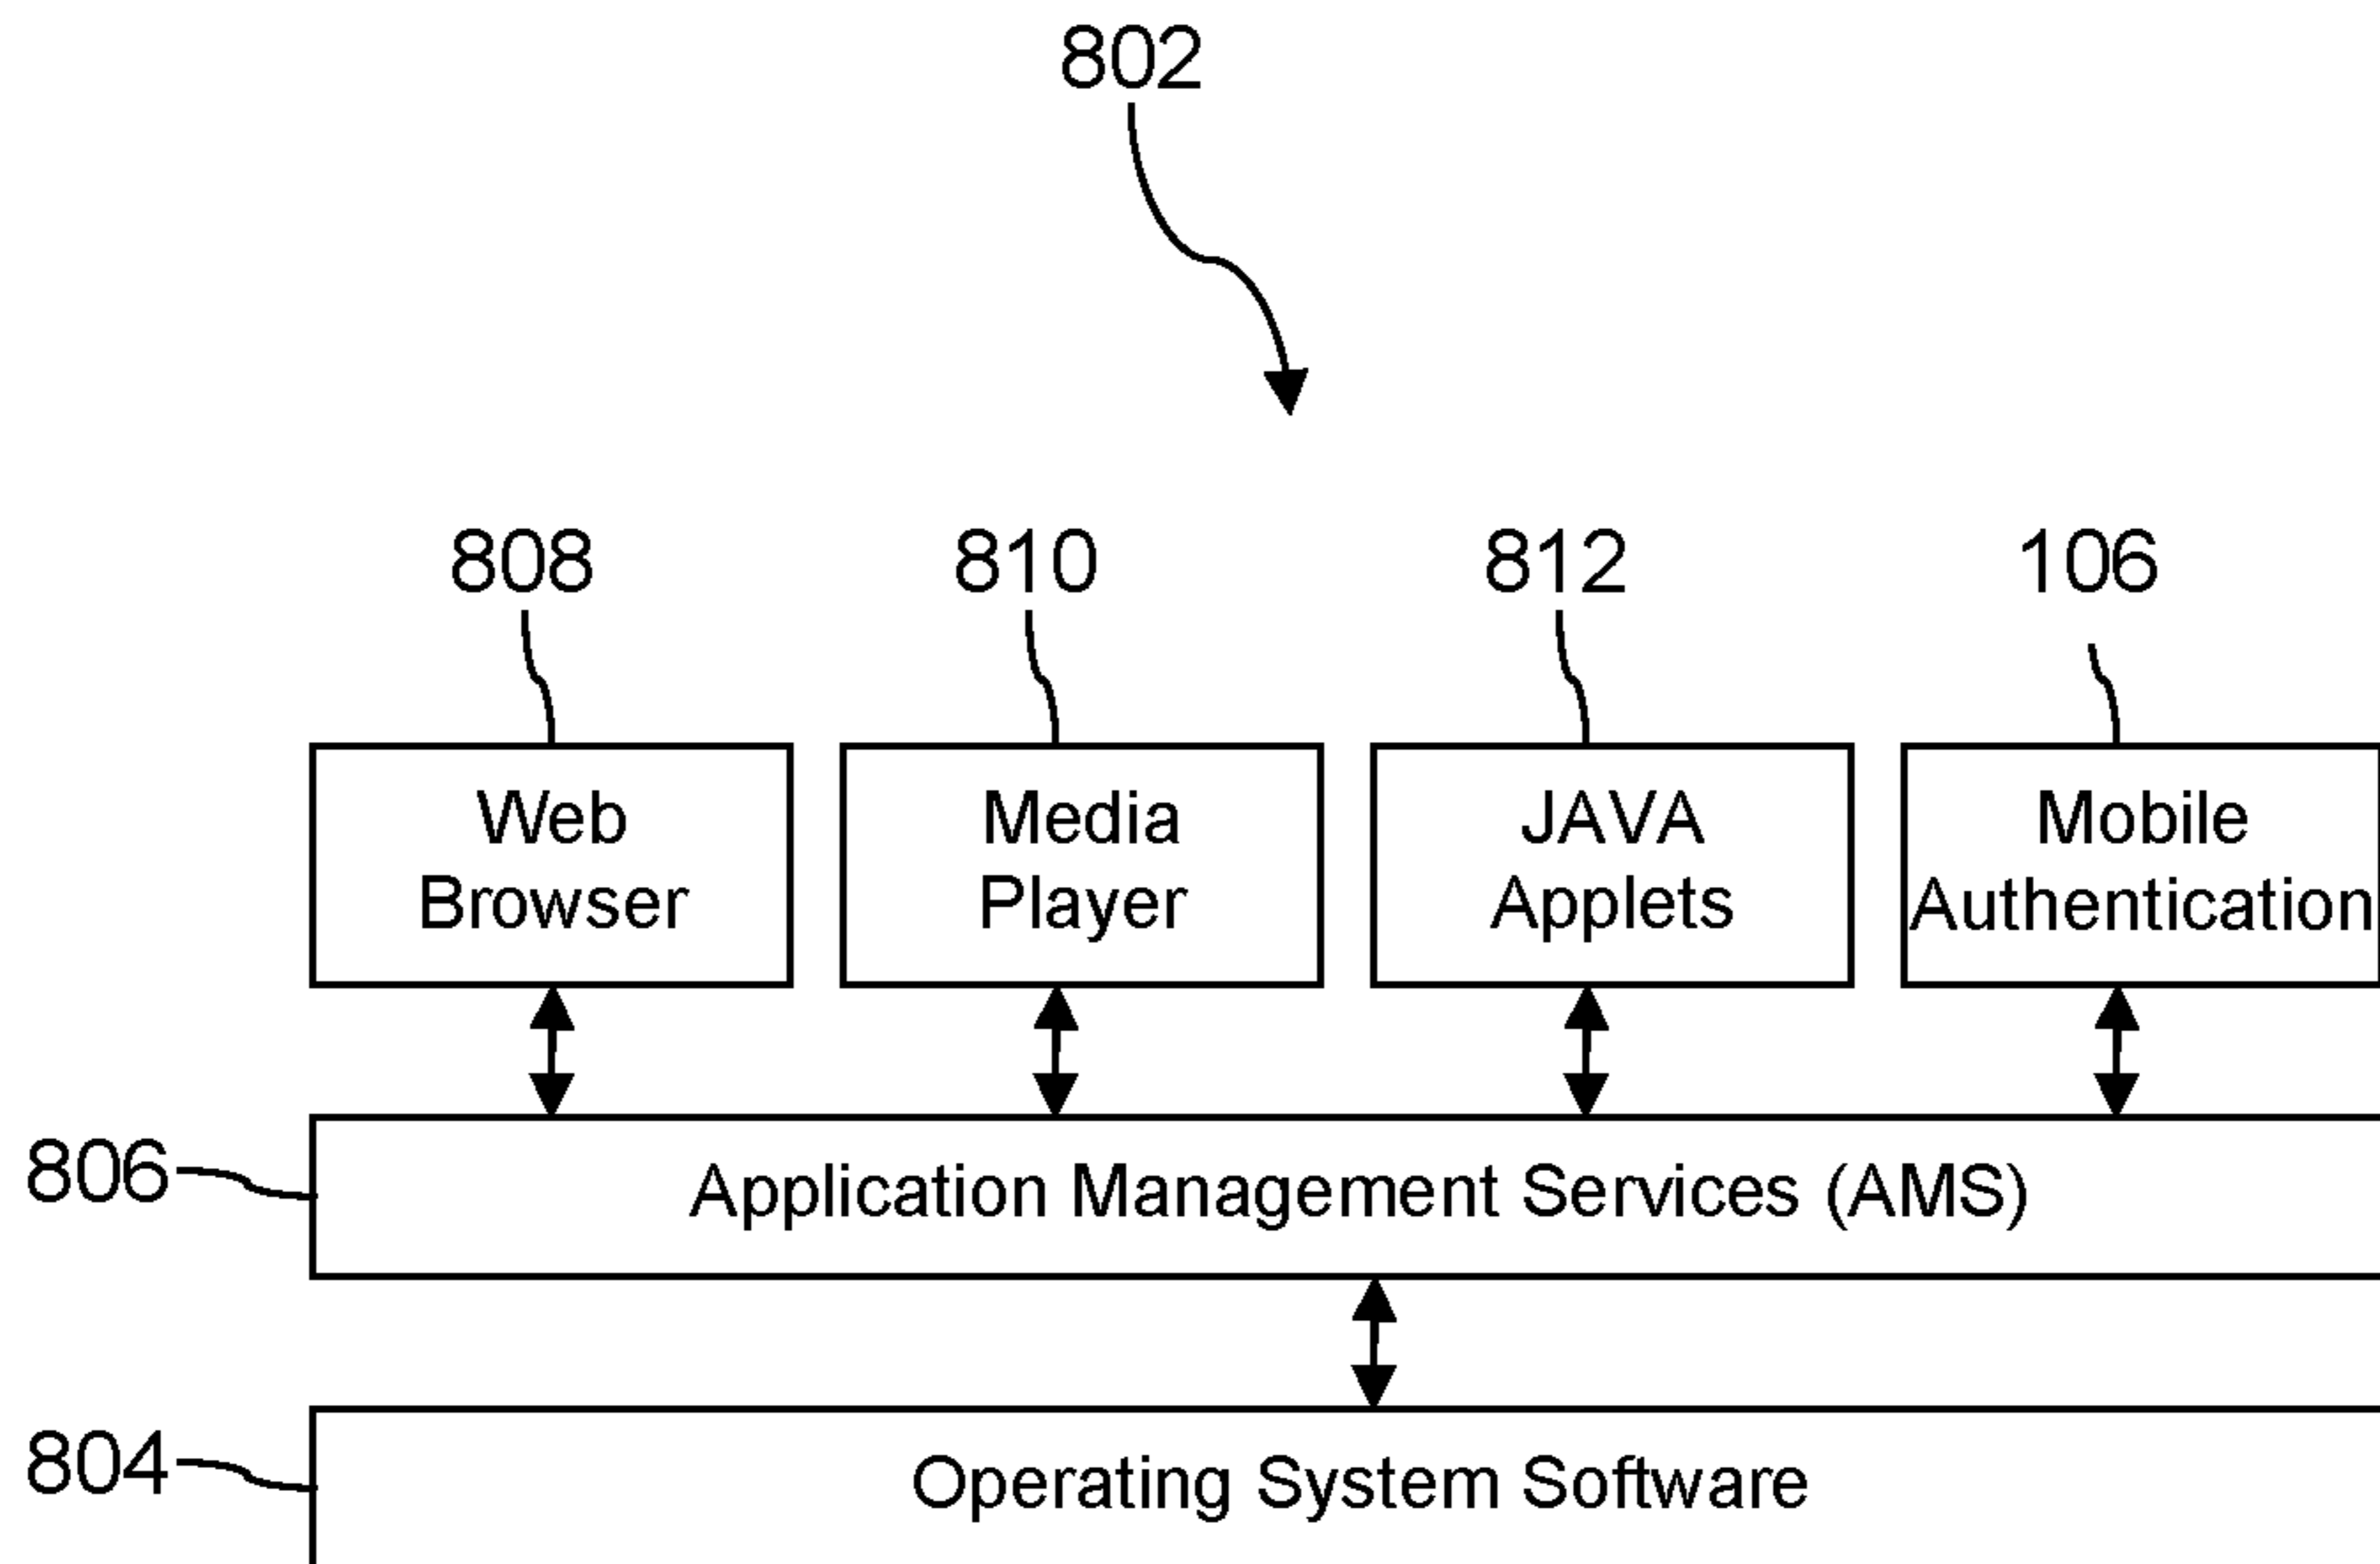 802
808 810 812 106
Web Browser
Media Player
JAVA Applets
Mobile Authentication
806 Application Management Services (AMS)
804 Operating System Software